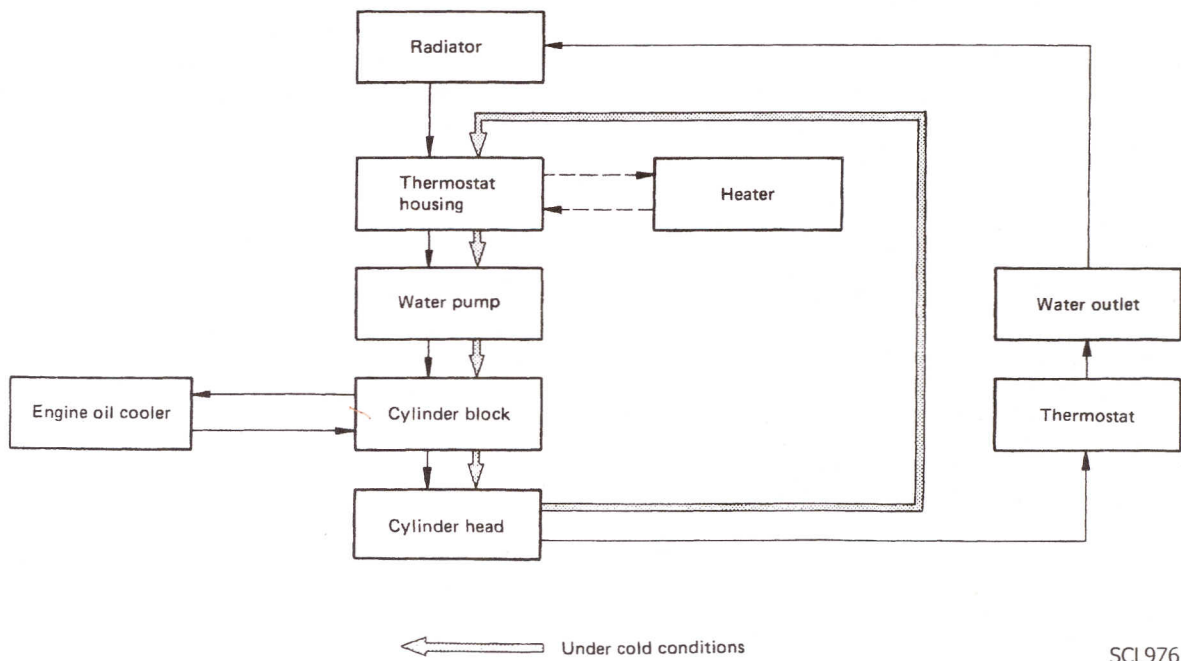 Radiator
Thermostat
housing
Heater
Water pump
Water outlet
Engine oil cooler
Cylinder block
Thermostat
Cylinder head
Under cold conditions
SCL976